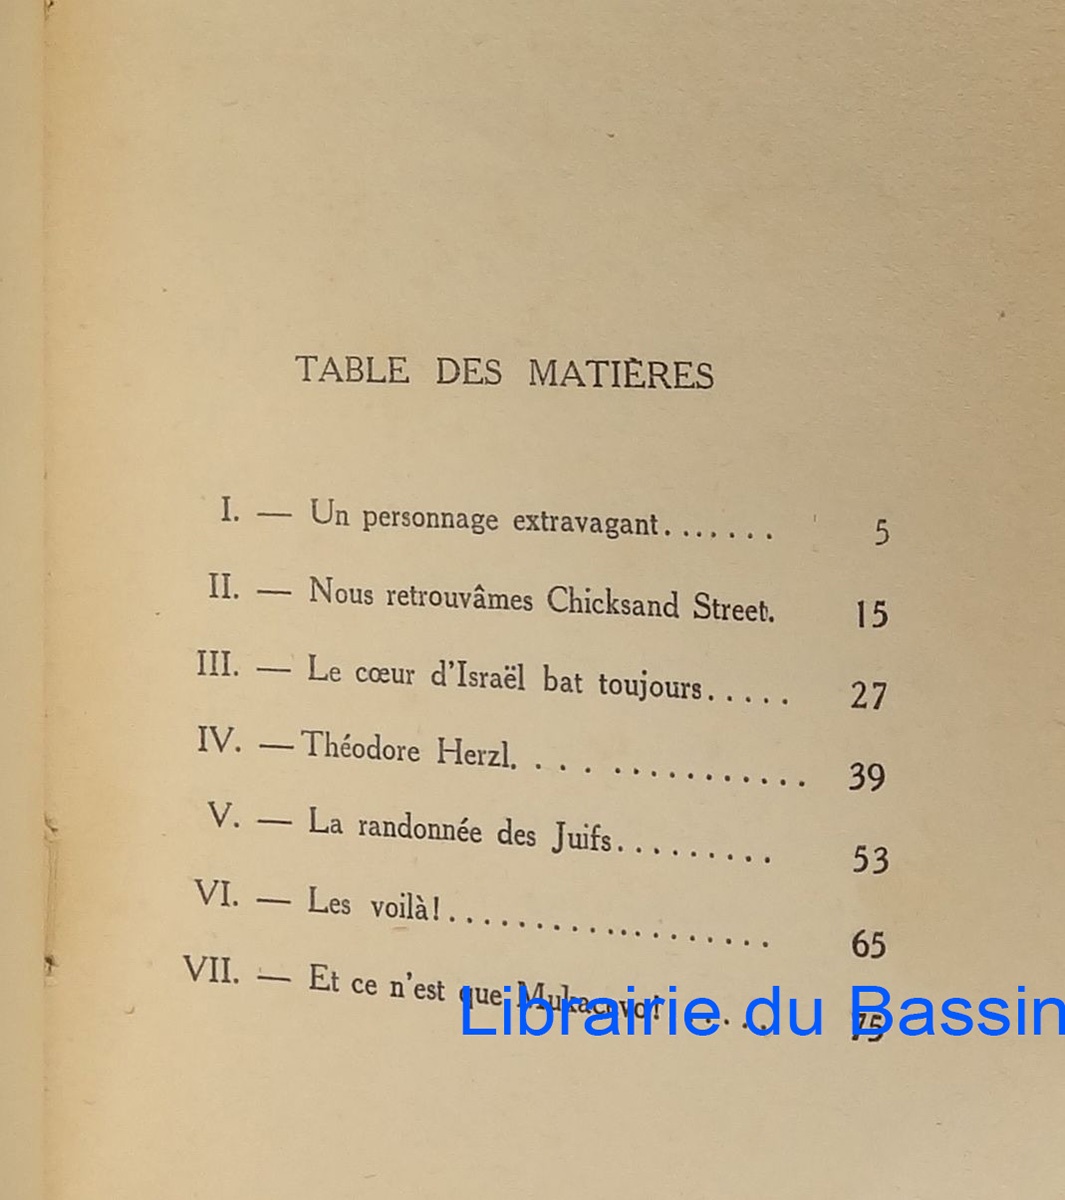 TABLE DES MATIÈRES
I. — Un personnage extravagant....... 5
II. — Nous retrouvâmes Chicksand Street. 15
III. — Le cœur d'Israël bat toujours..... 27
IV. — Théodore Herzl. . . . ............ 39
V. — La randonnée des Juifs......... 53
VI. — Les voilà!................... 65
VII. — Et ce n'est que Mukacevo! ..... 75
Librairie du Bassin